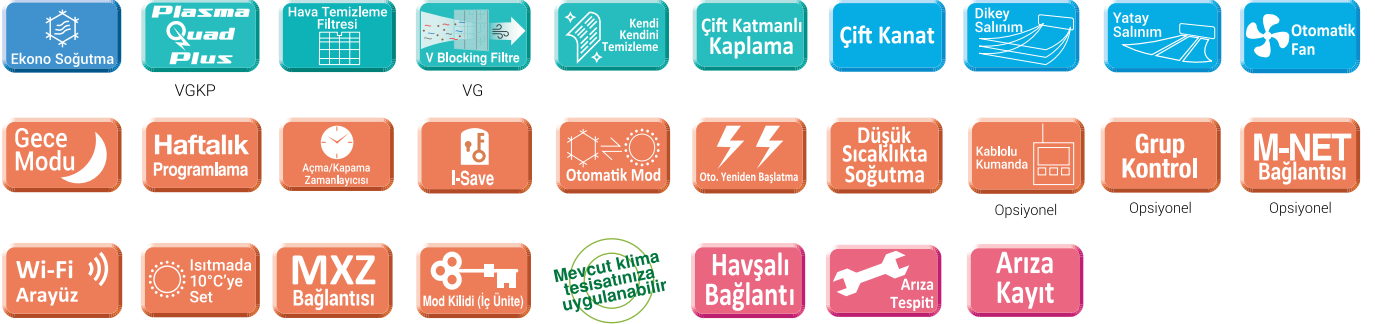 Ekono Soğutma
Plasma
Quad
Plus
VGKP
Hava Temizleme
Filtresi
V Blocking Filtre
VG
Kendi
Kendini
Temizleme
Çift Katmanlı
Kaplama
Çift Kanat
Dikey
Salınım
Yatay
Salınım
Otomatik
Fan
Gece
Modu
Haftalık
Programlama
Açma/Kapama
Zamanlayıcısı
I-Save
Otomatik Mod
Oto. Yeniden Başlatma
Düşük
Sıcaklıkta
Soğutma
Kablolu
Kumanda
Opsiyonel
Grup
Kontrol
Opsiyonel
M-NET
Bağlantısı
Opsiyonel
Wi-Fi
Arayüz
Isıtmada
10°C'ye
Set
MXZ
Bağlantısı
Mod Kilidi (İç Ünite)
Mevcut klima
tesisatınıza
uygulanabilir
Havşalı
Bağlantı
Arıza
Tespiti
Arıza
Kayıt